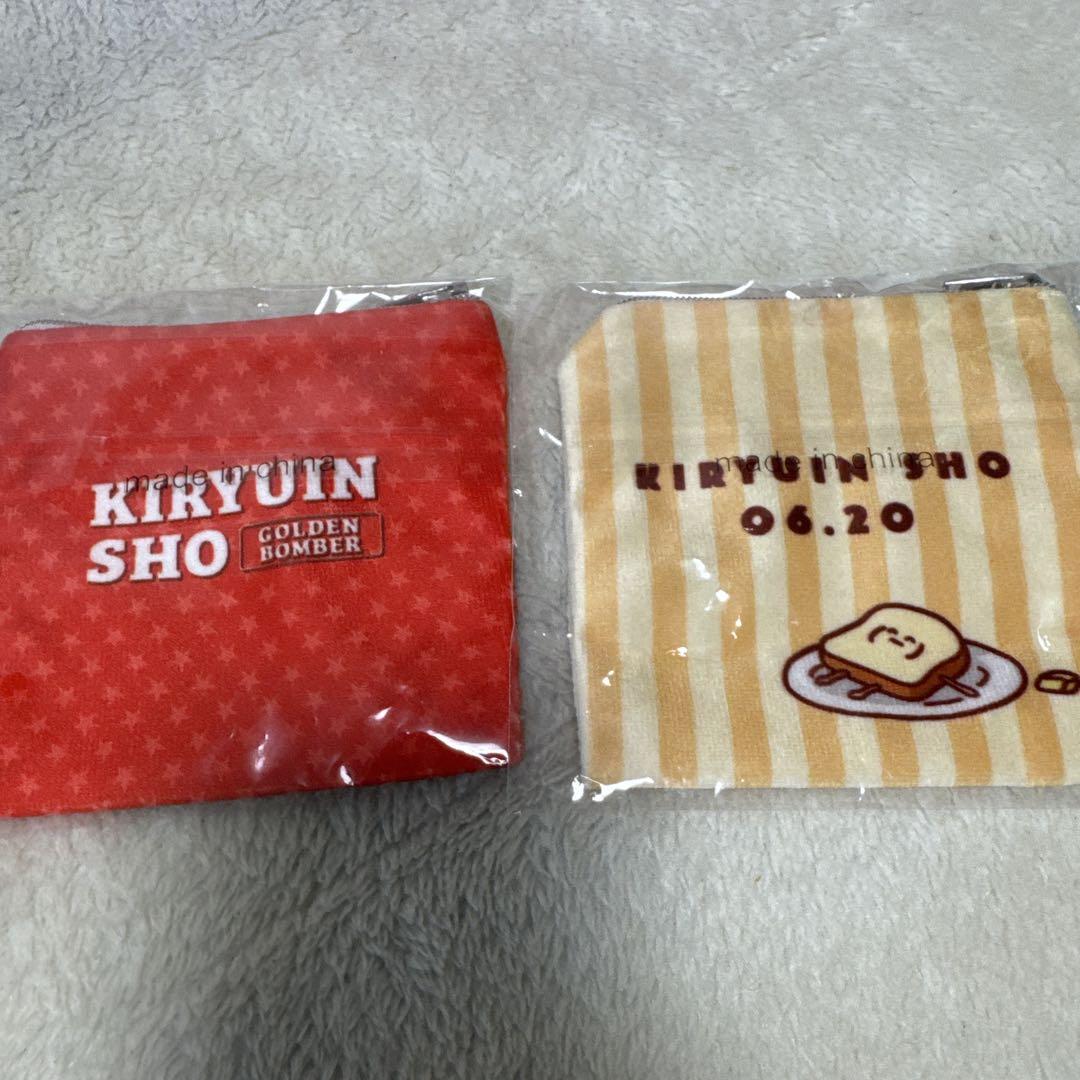 made in china
KIRYUIN
SHO
GOLDEN
BOMBER
made in china
KIRYUIN SHO
06.20